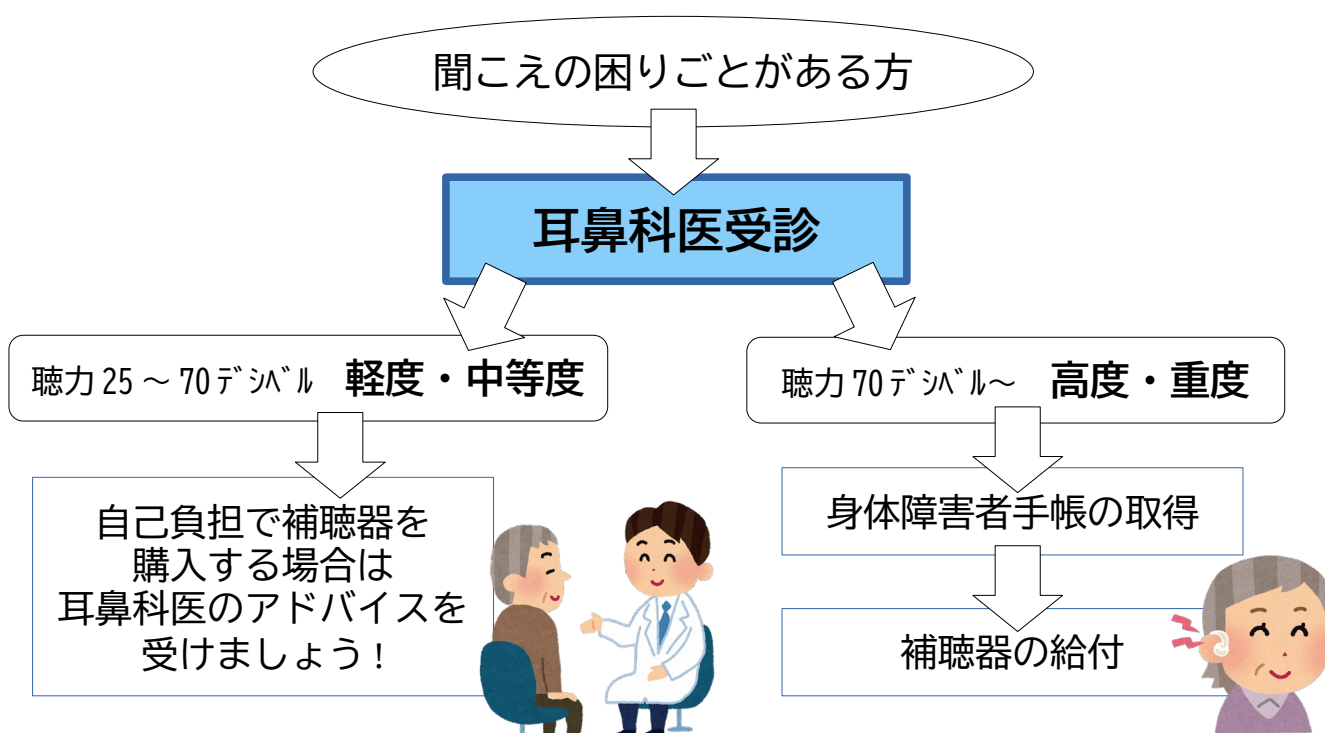 聞こえの困りごとがある方
耳鼻科医受診
聴力 25 ～ 70 ﾃﾞｼﾍﾞﾙ 軽度・中等度
自己負担で補聴器を
購入する場合は
耳鼻科医のアドバイスを
受けましょう！
聴力 70 ﾃﾞｼﾍﾞﾙ～ 高度・重度
身体障害者手帳の取得
補聴器の給付